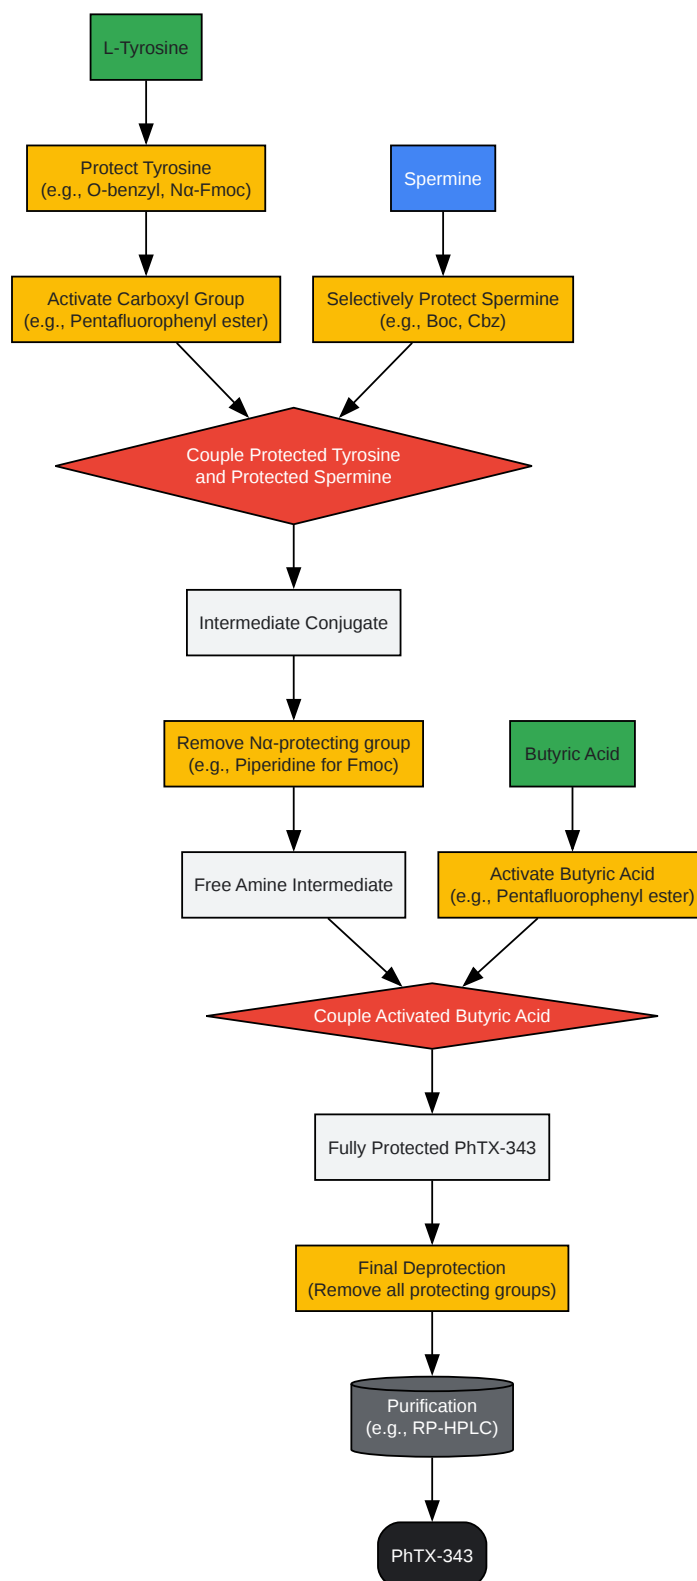 L-Tyrosine
Protect Tyrosine
(e.g., O-benzyl, Nα-Fmoc)
Spermine
Activate Carboxyl Group
(e.g., Pentafluorophenyl ester)
Selectively Protect Spermine
(e.g., Boc, Cbz)
Couple Protected Tyrosine
and Protected Spermine
Intermediate Conjugate
Remove Nα-protecting group
(e.g., Piperidine for Fmoc)
Butyric Acid
Free Amine Intermediate
Activate Butyric Acid
(e.g., Pentafluorophenyl ester)
Couple Activated Butyric Acid
Fully Protected PhTX-343
Final Deprotection
(Remove all protecting groups)
Purification
(e.g., RP-HPLC)
PhTX-343